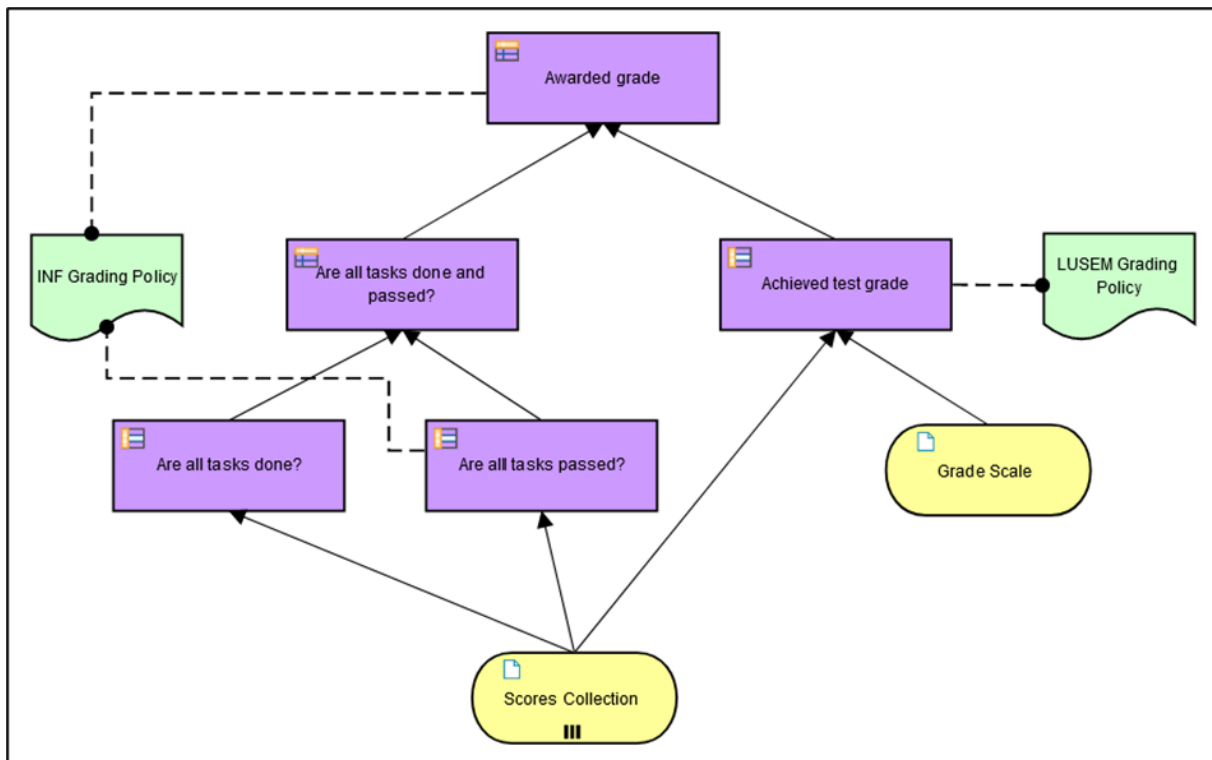 Awarded grade
INF Grading Policy
Are all tasks done and
passed?
Achieved test grade
LUSEM Grading
Policy
Are all tasks done?
Are all tasks passed?
Grade Scale
Scores Collection